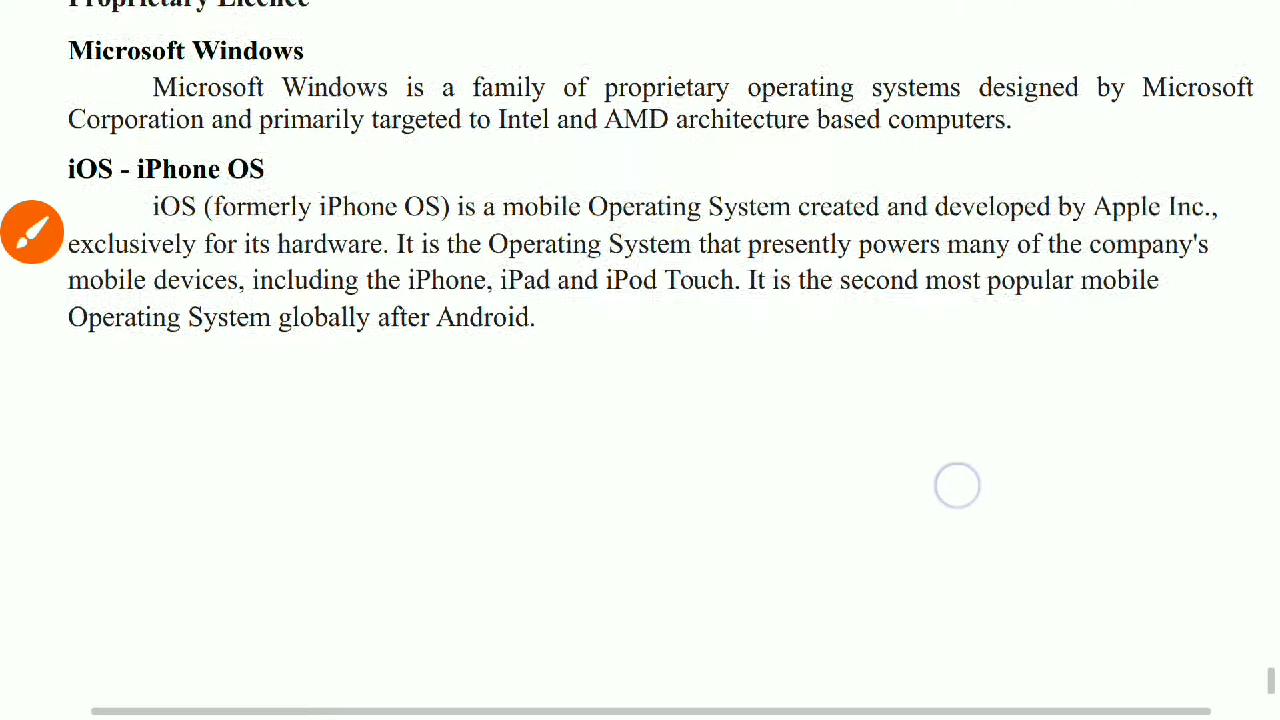 Proprietary Licence
Microsoft Windows
Microsoft Windows is a family of proprietary operating systems designed by Microsoft
Corporation and primarily targeted to Intel and AMD architecture based computers.
iOS - iPhone OS
iOS (formerly iPhone OS) is a mobile Operating System created and developed by Apple Inc.,
exclusively for its hardware. It is the Operating System that presently powers many of the company's
mobile devices, including the iPhone, iPad and iPod Touch. It is the second most popular mobile
Operating System globally after Android.